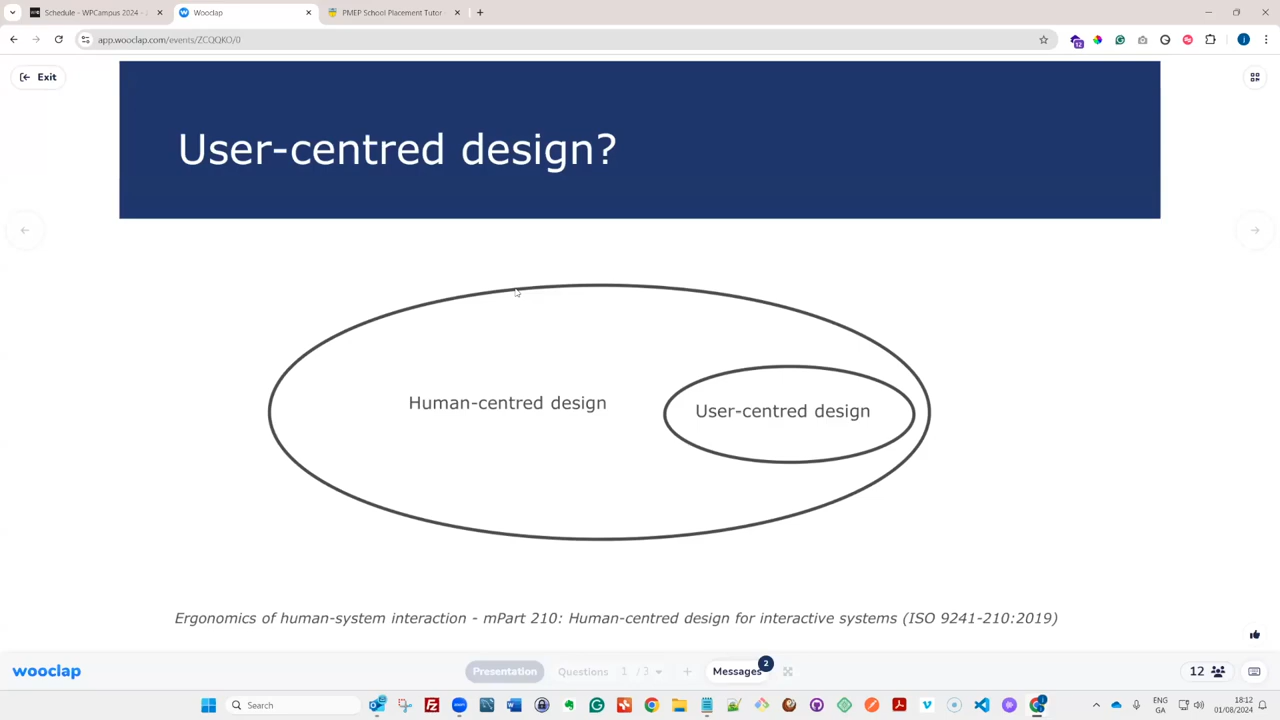 Schedule - WPCampus 2024 -
Wooclap
PMEP School Placement Tutor
app.wooclap.com/events/ZCQQKO/0
12
i
Exit
User-centred design?
Human-centred design
User-centred design
Ergonomics of human-system interaction - mPart 210: Human-centred design for interactive systems (ISO 9241-210:2019)
wooclap
Presentation
Questions
1 / 3
Messages
2
12
Search
ENG
GA
18:12
01/08/2024